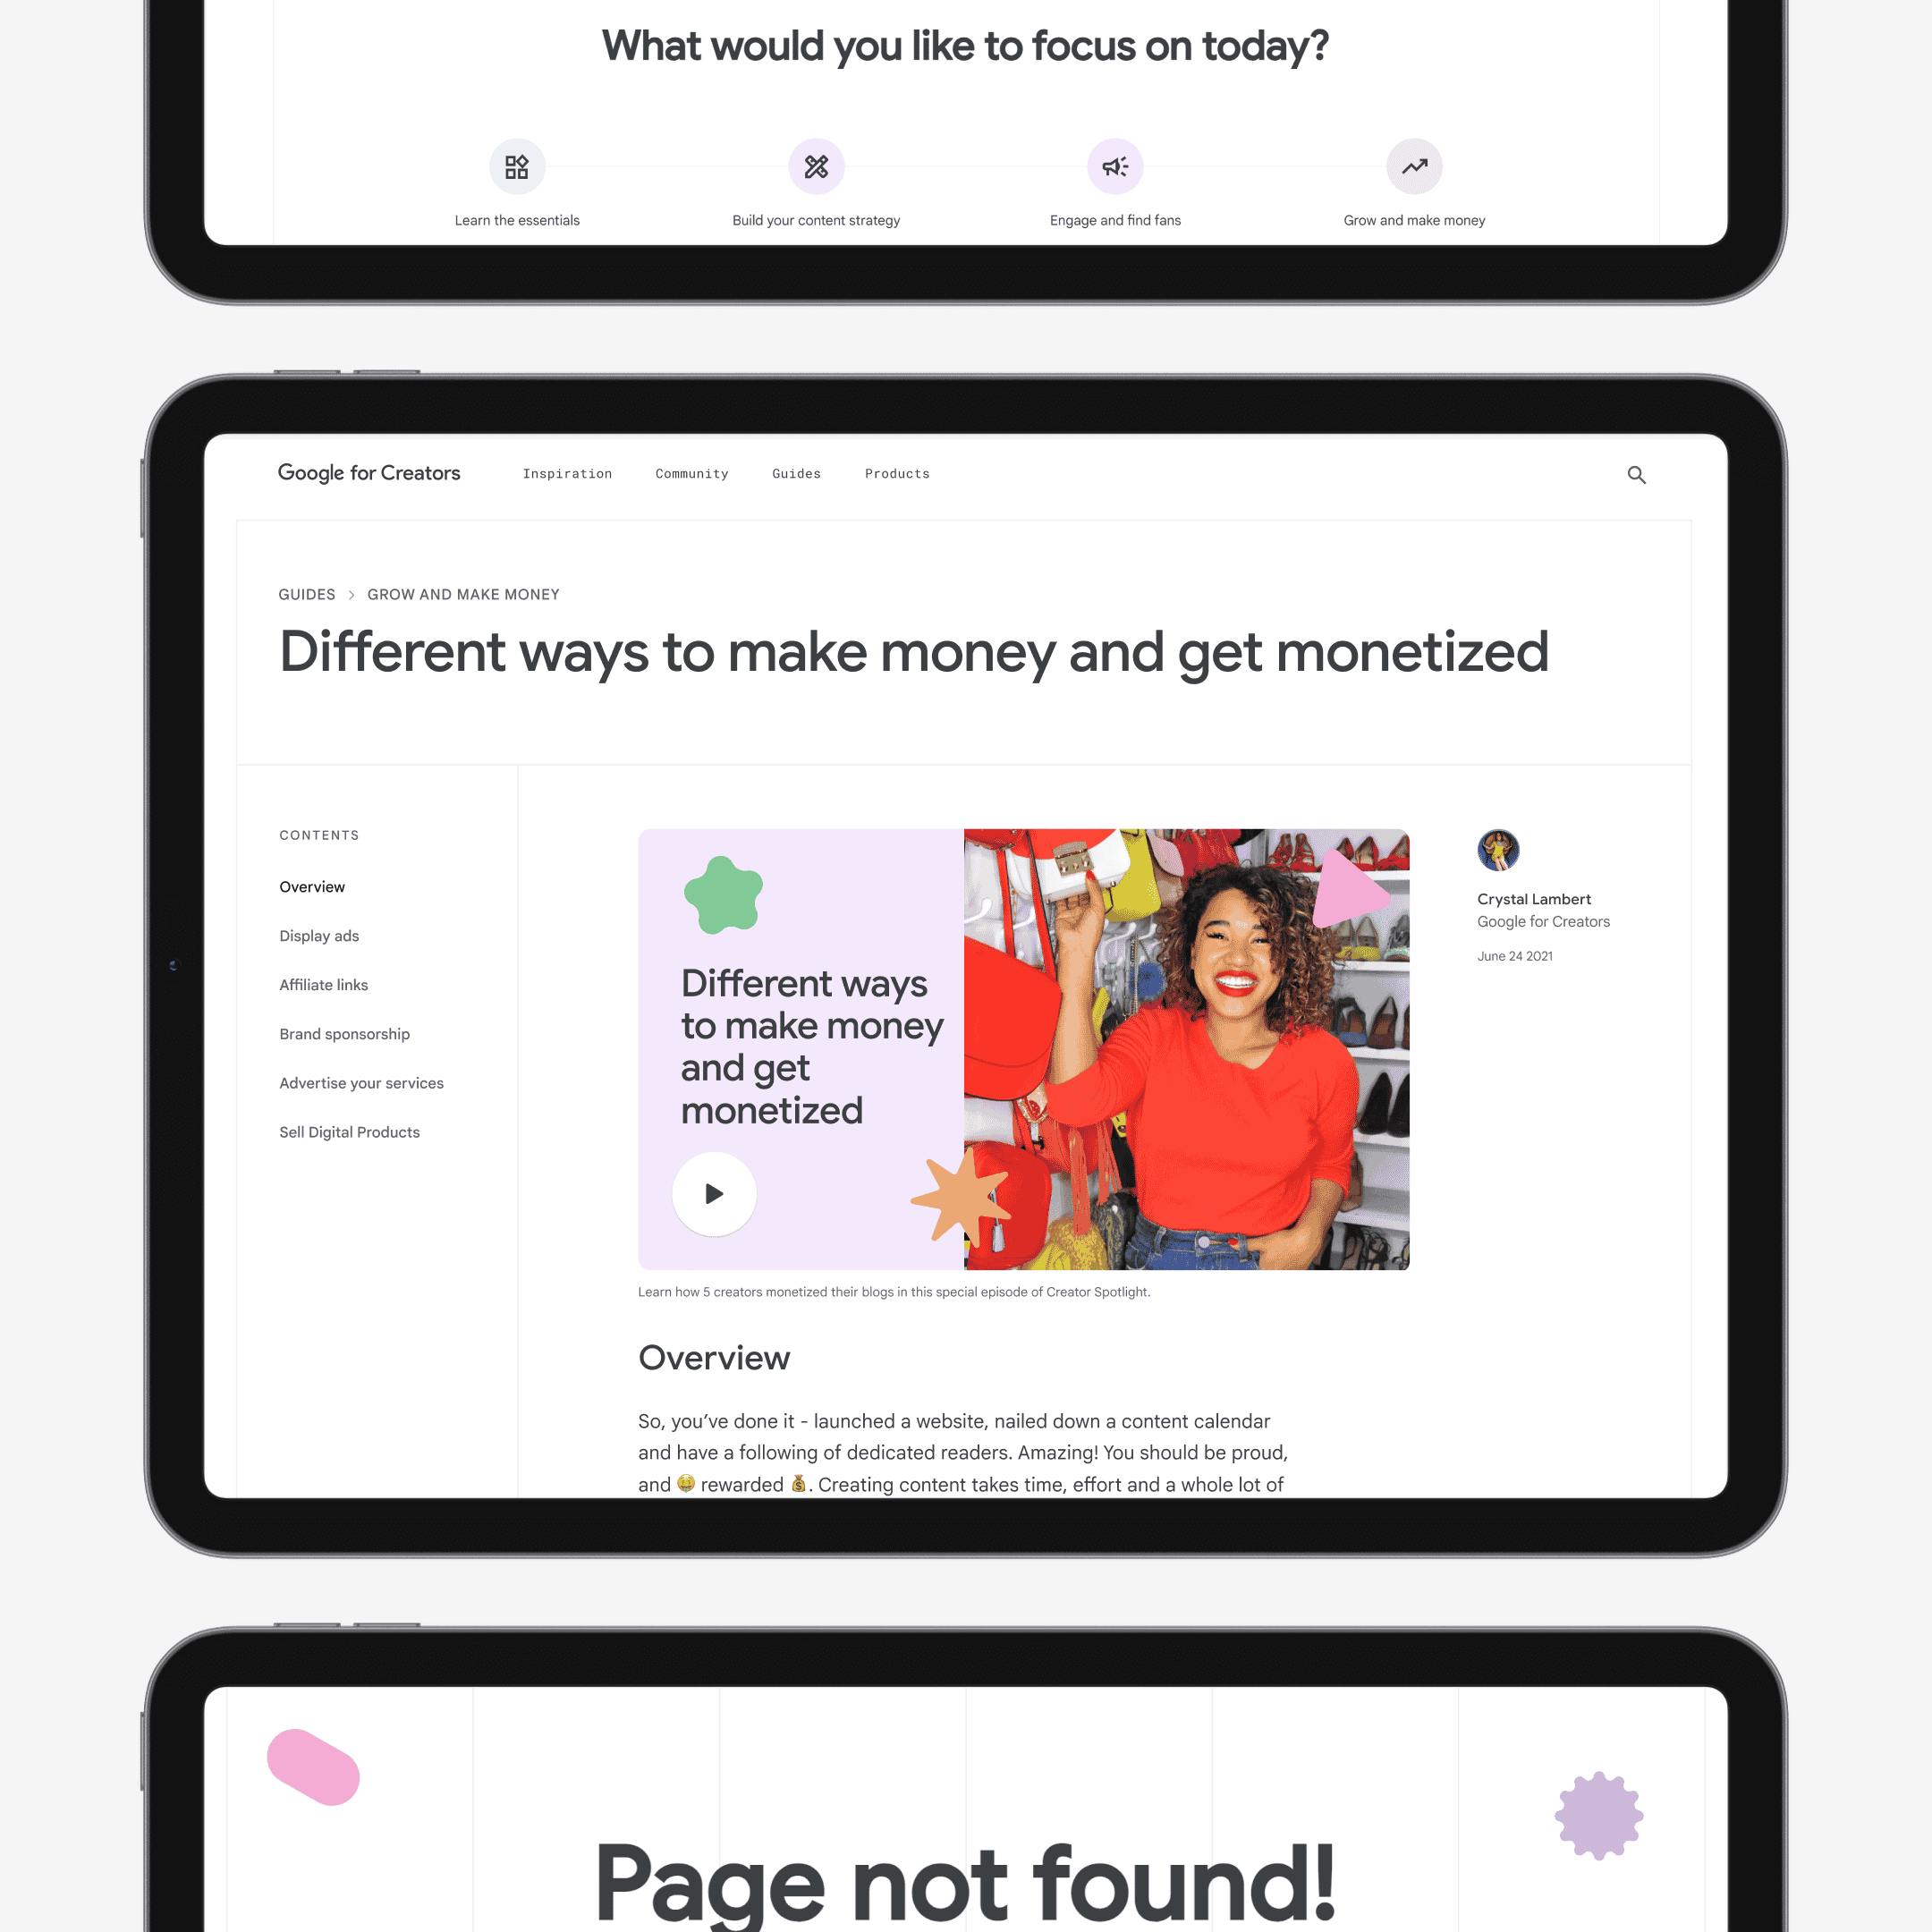 What would you like to focus on today?
Learn the essentials
Build your content strategy
Engage and find fans
Grow and make money
Google for Creators
Inspiration
Community
Guides
Products
GUIDES > GROW AND MAKE MONEY
Different ways to make money and get monetized
CONTENTS
Overview
Display ads
Affiliate links
Brand sponsorship
Advertise your services
Sell Digital Products
Different ways
to make money
and get
monetized
Learn how 5 creators monetized their blogs in this special episode of Creator Spotlight.
Crystal Lambert
Google for Creators
June 24 2021
Overview
So, you’ve done it - launched a website, nailed down a content calendar
and have a following of dedicated readers. Amazing! You should be proud,
and 🤑 rewarded 💰. Creating content takes time, effort and a whole lot of
Page not found!